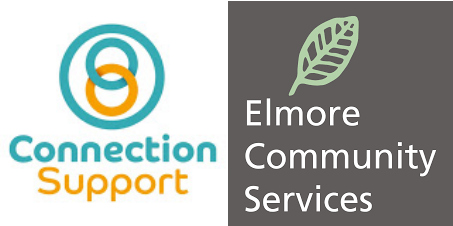 Connection
Support
Elmore
Community
Services